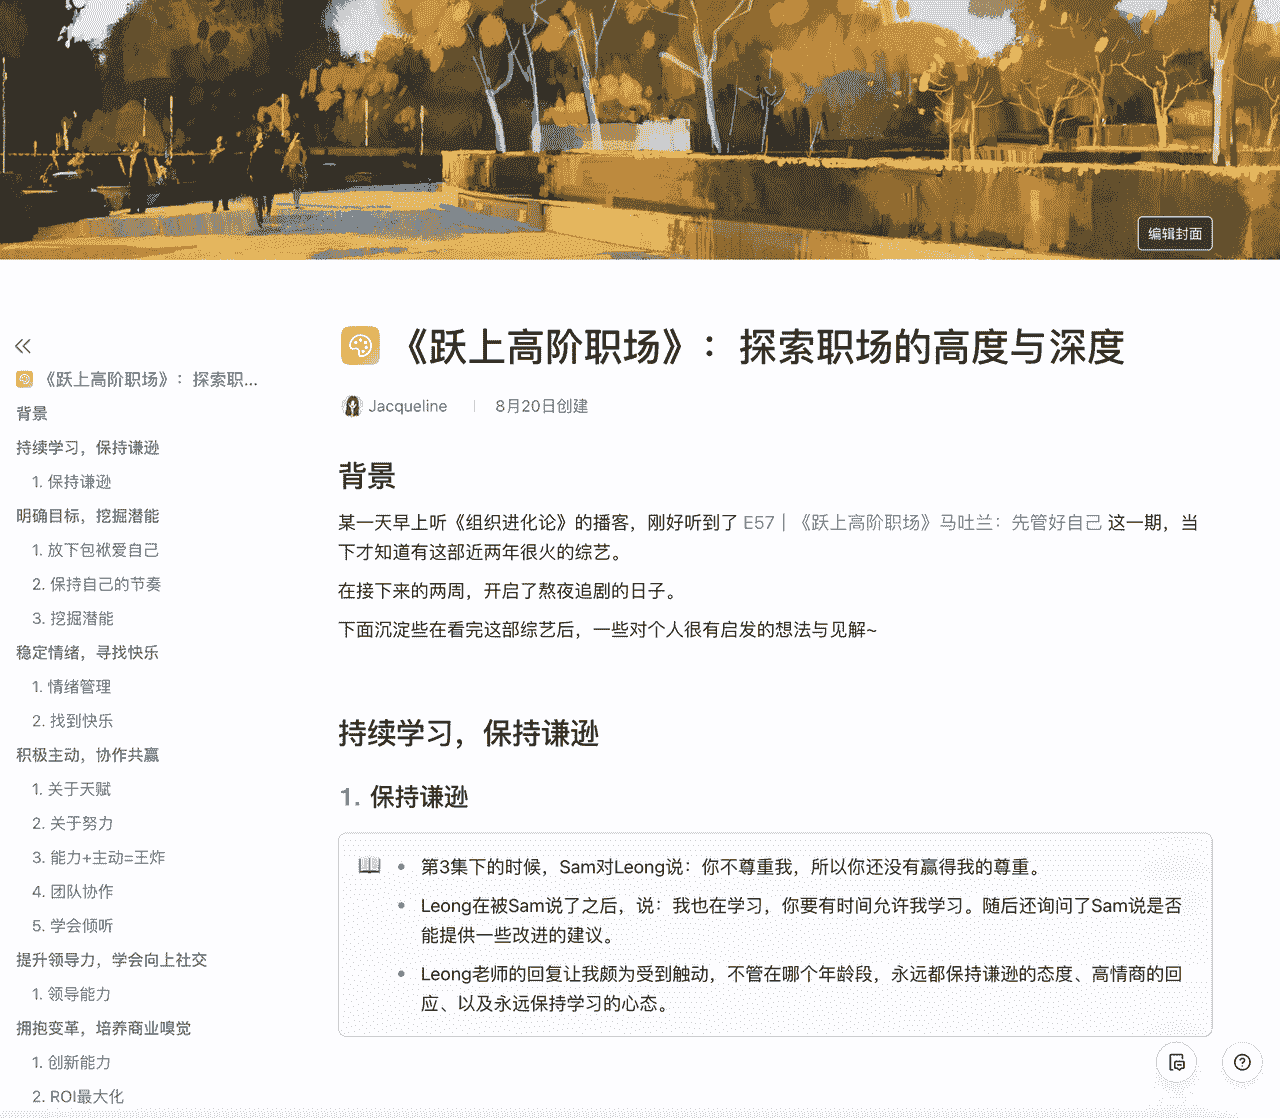 编辑封面
《跃上高阶职场》：探索职...
背景
持续学习，保持谦逊
1. 保持谦逊
明确目标，挖掘潜能
1. 放下包袱爱自己
2. 保持自己的节奏
3. 挖掘潜能
稳定情绪，寻找快乐
1. 情绪管理
2. 找到快乐
积极主动，协作共赢
1. 关于天赋
2. 关于努力
3. 能力+主动=王炸
4. 团队协作
5. 学会倾听
提升领导力，学会向上社交
1. 领导能力
拥抱变革，培养商业嗅觉
1. 创新能力
2. ROI最大化
《跃上高阶职场》：探索职场的高度与深度
Jacqueline 8月20日创建
背景
某一天早上听《组织进化论》的播客，刚好听到了 E57｜《跃上高阶职场》马吐兰：先管好自己 这一期，当
下才知道有这部近两年很火的综艺。
在接下来的两周，开启了熬夜追剧的日子。
下面沉淀些在看完这部综艺后，一些对个人很有启发的想法与见解~
持续学习，保持谦逊
1. 保持谦逊
第3集下的时候，Sam对Leong说：你不尊重我，所以你还没有赢得我的尊重。
Leong在被Sam说了之后，说：我也在学习，你要有时间允许我学习。随后还询问了Sam说是否
能提供一些改进的建议。
Leong老师的回复让我颇为受到触动，不管在哪个年龄段，永远都保持谦逊的态度、高情商的回
应、以及永远保持学习的心态。